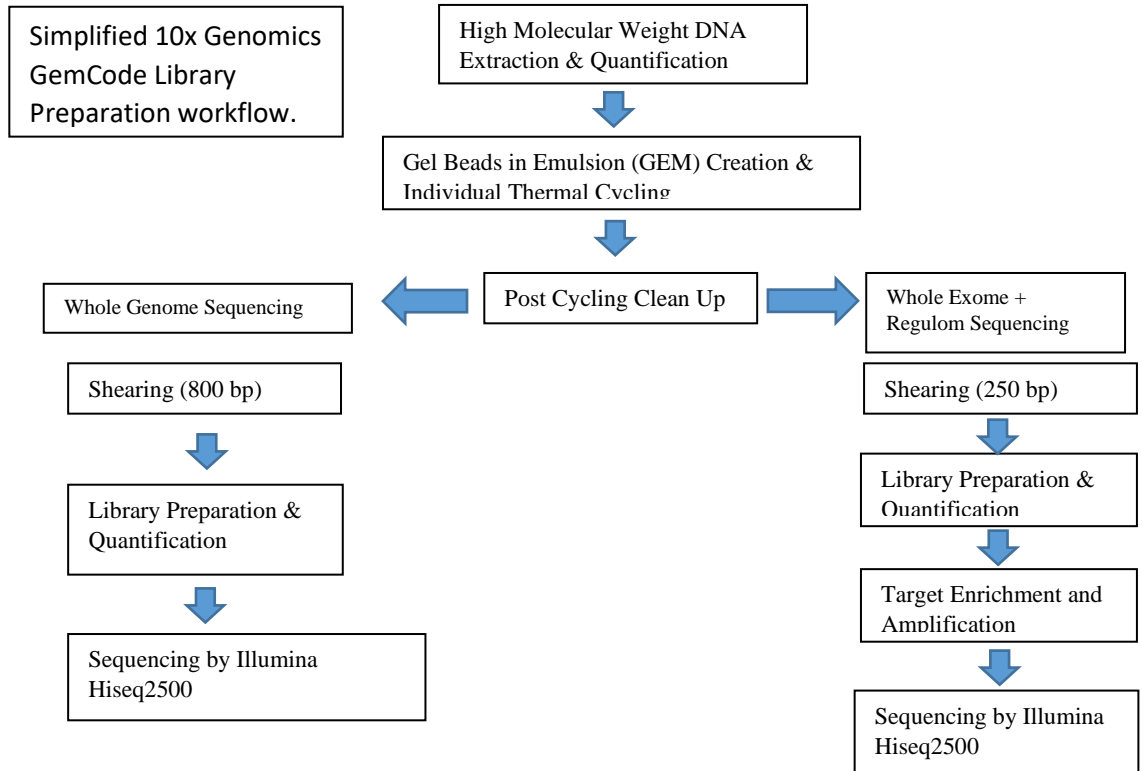 Simplified 10x Genomics
GemCode Library
Preparation workflow.
High Molecular Weight DNA
Extraction & Quantification
Gel Beads in Emulsion (GEM) Creation &
Individual Thermal Cycling
Post Cycling Clean Up
Whole Genome Sequencing
Shearing (800 bp)
Library Preparation &
Quantification
Sequencing by Illumina
Hiseq2500
Whole Exome +
Regulom Sequencing
Shearing (250 bp)
Library Preparation &
Quantification
Target Enrichment and
Amplification
Sequencing by Illumina
Hiseq2500